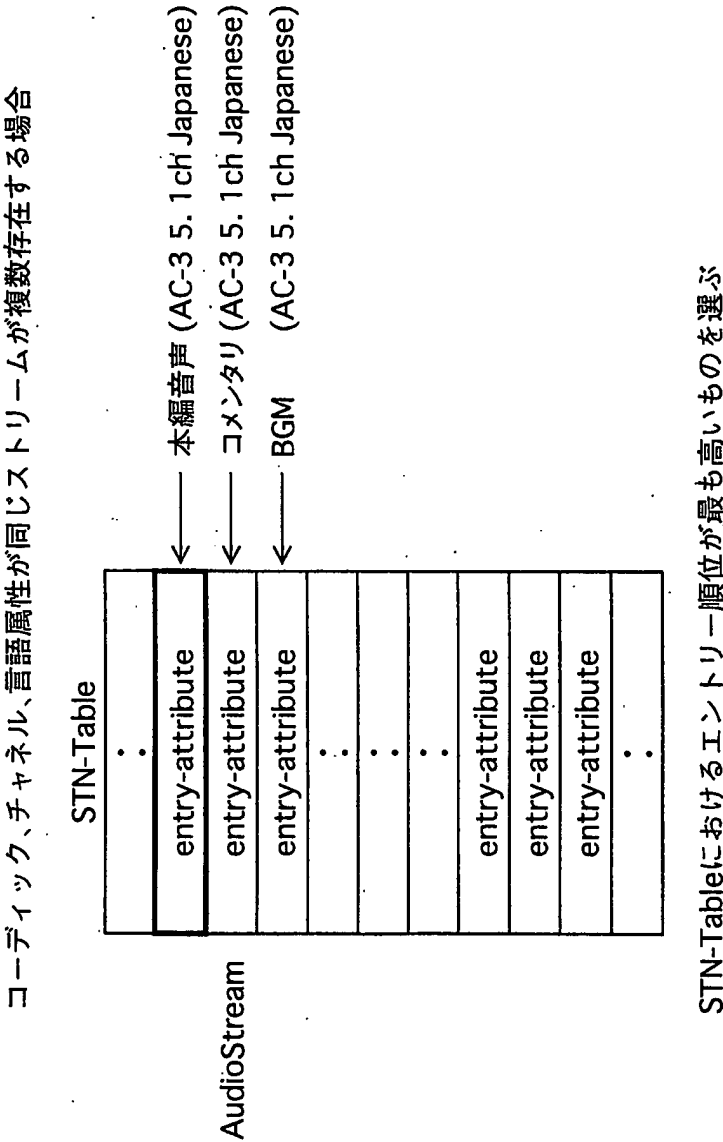 コーディック、チャネル、言語属性が同じストリームが複数存在する場合
STN-Table
AudioStream
entry-attribute
本編音声 (AC-3 5. 1ch Japanese)
entry-attribute
コメンタリ (AC-3 5. 1ch Japanese)
entry-attribute
BGM (AC-3 5. 1ch Japanese)
entry-attribute
entry-attribute
entry-attribute
STN-Tableにおけるエントリー順位が最も高いものを選ぶ